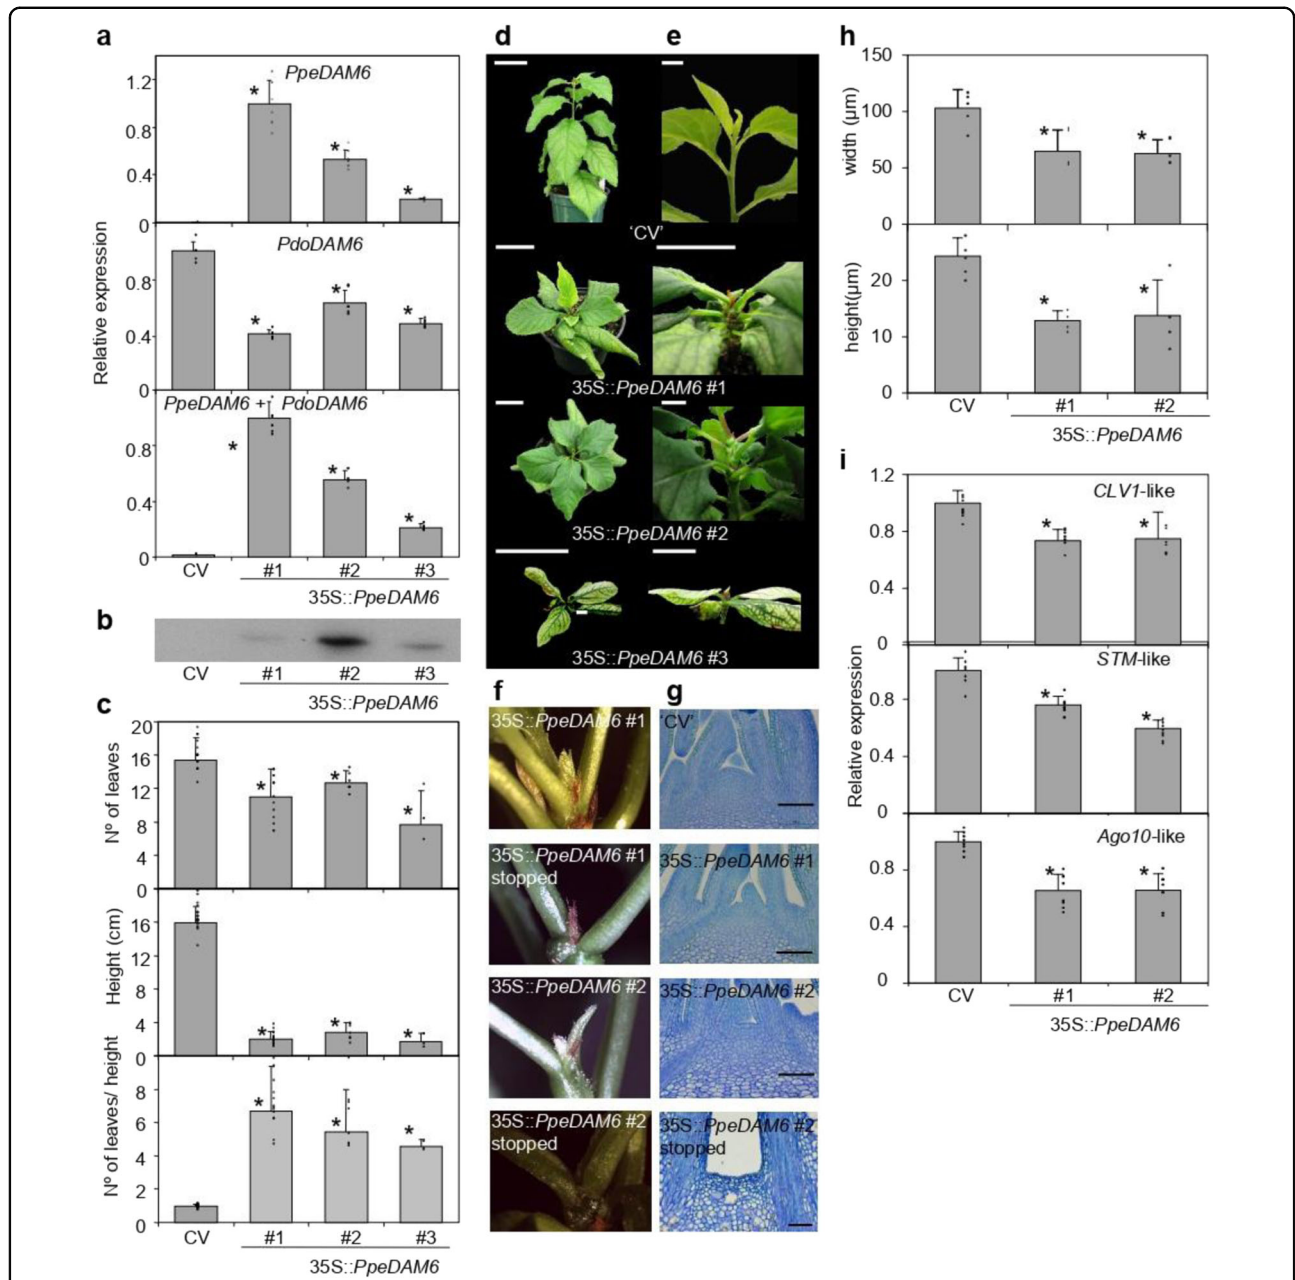 a
PpeDAM6
1.2
0.8
0.4
0
PdoDAM6
0.8
0.4
0
PpeDAM6 + PdoDAM6
0.8
0.4
0
Relative expression
* * *
* * *
* * *
CV #1 #2 #3
35S::PpeDAM6
b
CV #1 #2 #3
35S::PpeDAM6
c
20
16
12
8
4
0
Nº of leaves
* * *
16
12
8
4
0
Height (cm)
* * *
8
6
4
2
0
Nº of leaves/ height
* * *
CV #1 #2 #3
35S::PpeDAM6
d
e
'CV'
35S::PpeDAM6 #1
35S::PpeDAM6 #2
35S::PpeDAM6 #3
f
35S::PpeDAM6 #1
35S::PpeDAM6 #1
stopped
35S::PpeDAM6 #2
35S::PpeDAM6 #2
stopped
g
'CV'
35S::PpeDAM6 #1
35S::PpeDAM6 #2
35S::PpeDAM6 #2
stopped
h
150
100
50
0
width (µm)
* *
20
10
0
height(µm)
* *
CV #1 #2
35S::PpeDAM6
i
1.2
0.8
0.4
0
CLV1-like
* *
STM-like
0.8
0.4
0
* *
Ago10-like
0.8
0.4
0
* *
Relative expression
CV #1 #2
35S::PpeDAM6